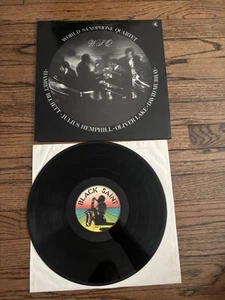 WORLD SAXOPHONE QUARTET
W.S.Q.
HAMIET BLUIETT · JULIUS HEMPHILL · OLIVER LAKE · DAVID MURRAY
BLACK SAINT